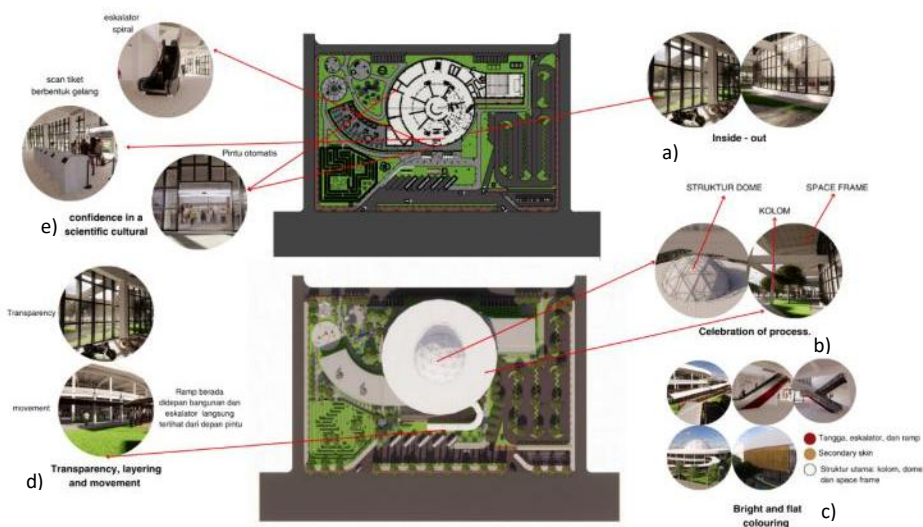 eskalator
spiral
scan tiket
berbentuk gelang
Pintu otomatis
e)
confidence in a
scientific cultural
Inside - out
a)
STRUKTUR DOME
SPACE FRAME
KOLOM
Celebration of process.
b)
Transparency
movement
Ramp berada
didepan bangunan dan
eskalator langsung
terlihat dari depan pintu
d)
Transparency, layering
and movement
Tangga, eskalator, dan ramp
Secondary skin
Struktur utama: kolom, dome
dan space frame
Bright and flat
colouring
c)